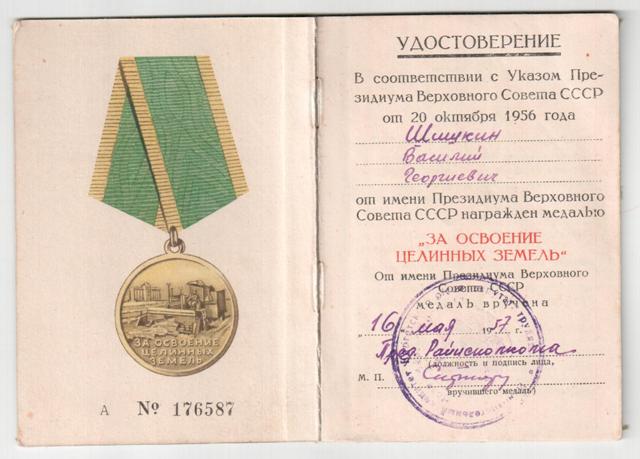 ЗА ОСВОЕНИЕ
ЦЕЛИННЫХ
ЗЕМЕЛЬ
А № 176587
УДОСТОВЕРЕНИЕ
В соответствии с Указом Пре-
зидиума Верховного Совета СССР
от 20 октября 1956 года
Шишкин
Василий
Георгиевич
от имени Президиума Верховного
Совета СССР награжден медалью
„ЗА ОСВОЕНИЕ
ЦЕЛИННЫХ ЗЕМЕЛЬ“
От имени Президиума Верховного
Совета СССР
медаль вручена
„16 мая 1957 г.
Пред. Райисполкома
(должность и подпись лица,
М. П.
вручившего медаль)